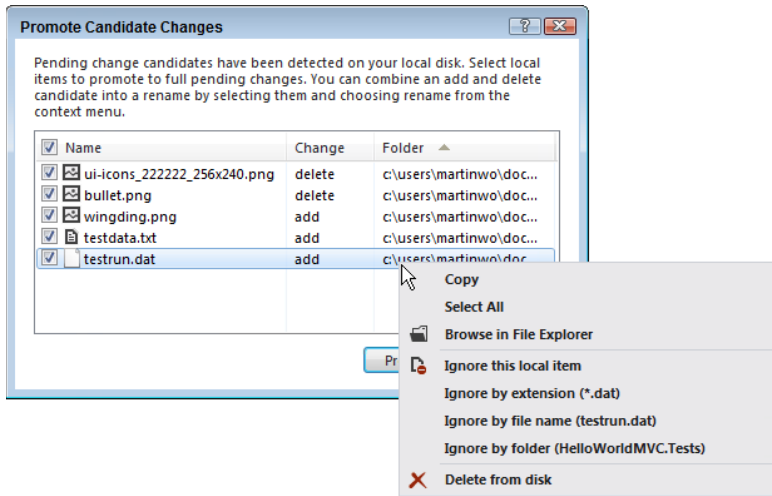 Promote Candidate Changes
Pending change candidates have been detected on your local disk. Select local
items to promote to full pending changes. You can combine an add and delete
candidate into a rename by selecting them and choosing rename from the
context menu.
Name Change Folder
ui-icons_222222_256x240.png delete c:\users\martinwo\doc...
bullet.png delete c:\users\martinwo\doc...
wingding.png add c:\users\martinwo\doc...
testdata.txt add c:\users\martinwo\doc...
testrun.dat add c:\users\martinwo\doc
Pr
Copy
Select All
Browse in File Explorer
Ignore this local item
Ignore by extension (*.dat)
Ignore by file name (testrun.dat)
Ignore by folder (HelloWorldMVC.Tests)
Delete from disk